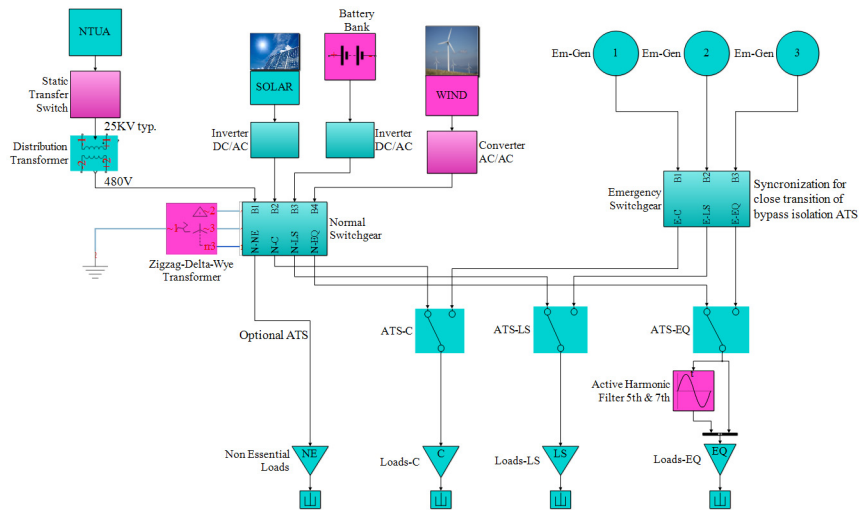 NTUA
Static
Transfer
Switch
25KV typ.
Distribution
Transformer
480V
SOLAR
Battery
Bank
WIND
Inverter
DC/AC
Inverter
DC/AC
Converter
AC/AC
Em-Gen
1
Em-Gen
2
Em-Gen
3
B1
B2
B3
B4
N-NE
N-C
N-LS
N-EQ
Normal
Switchgear
2
1
3
n3
Zigzag-Delta-Wye
Transformer
Emergency
Switchgear
B1
B2
B3
E-C
E-LS
E-EQ
Syncronization for
close transition of
bypass isolation ATS
Optional ATS
ATS-C
ATS-LS
ATS-EQ
Active Harmonic
Filter 5th & 7th
Non Essential
Loads
NE
Loads-C
C
Loads-LS
LS
Loads-EQ
EQ